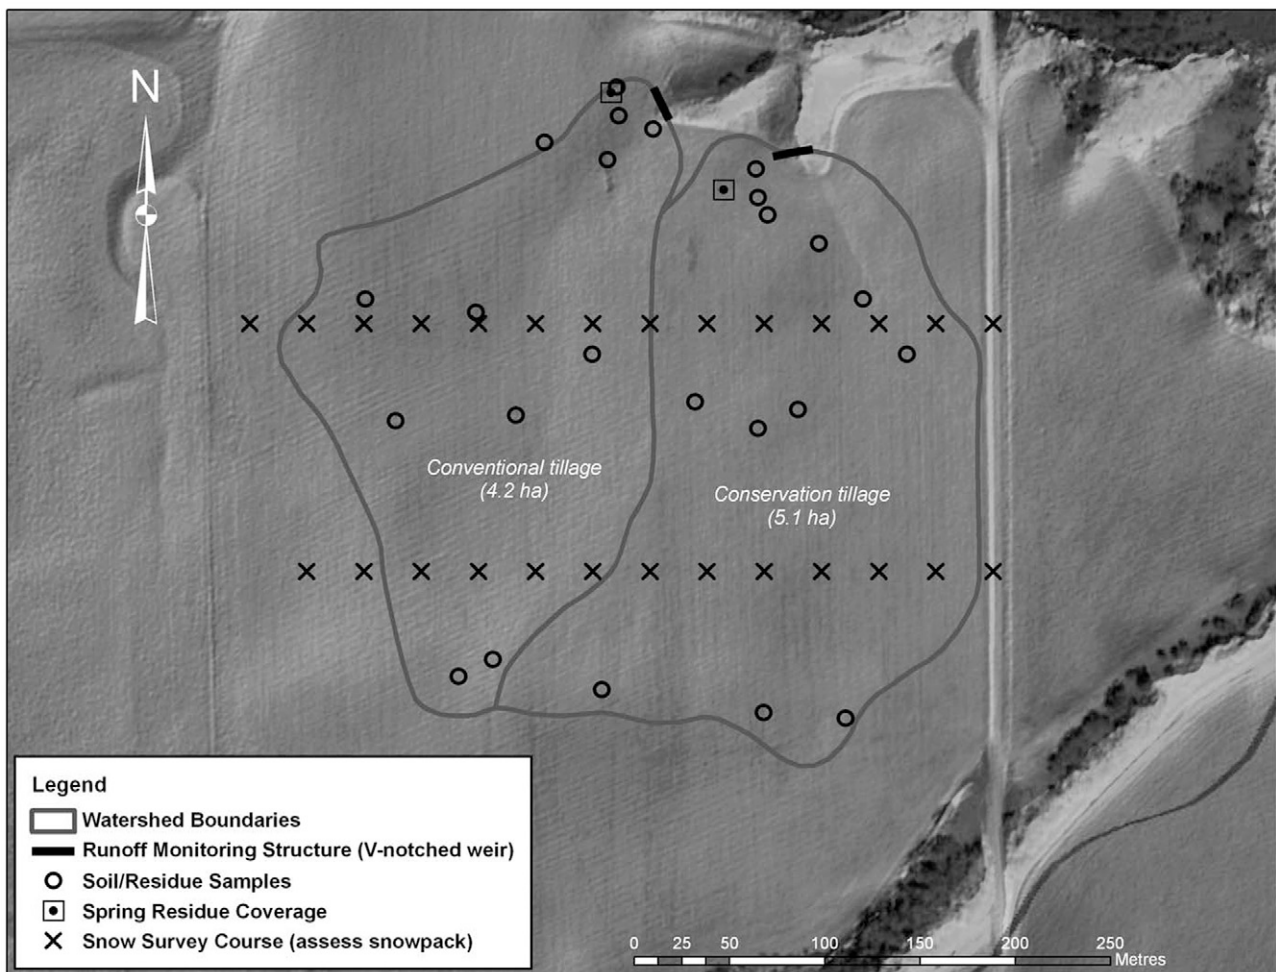 N
Conventional tillage
(4.2 ha)
Conservation tillage
(5.1 ha)
Legend
Watershed Boundaries
Runoff Monitoring Structure (V-notched weir)
Soil/Residue Samples
Spring Residue Coverage
Snow Survey Course (assess snowpack)
0 25 50 100 150 200 250
Metres